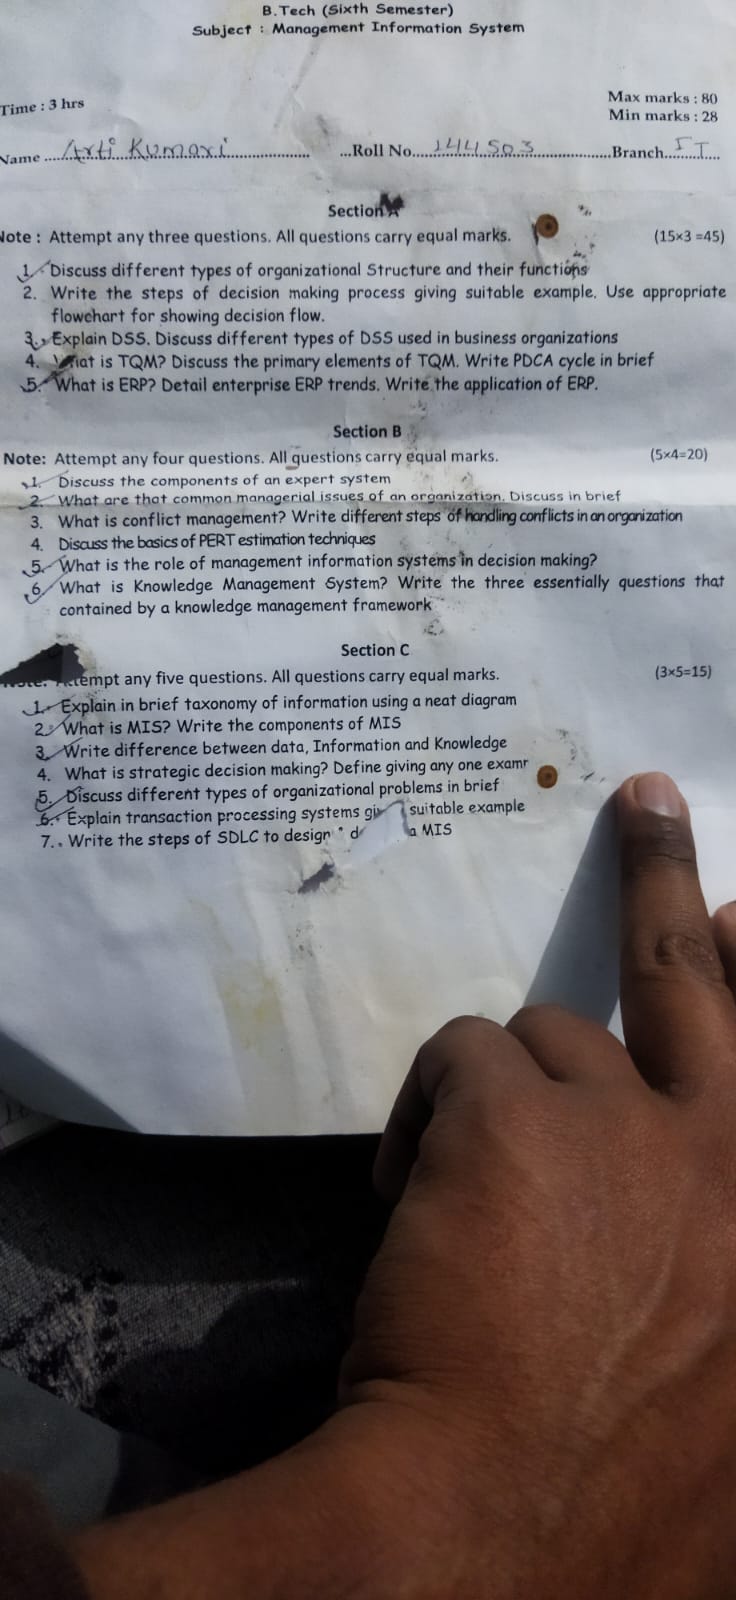 B.Tech (Sixth Semester)
Subject : Management Information System
Time : 3 hrs
Max marks : 80
Min marks : 28
Name Arti Kumari Roll No. 144503 Branch IT
Section A
Note : Attempt any three questions. All questions carry equal marks. (15×3 =45)
1. Discuss different types of organizational Structure and their functions
2. Write the steps of decision making process giving suitable example. Use appropriate
flowchart for showing decision flow.
3. Explain DSS. Discuss different types of DSS used in business organizations
4. What is TQM? Discuss the primary elements of TQM. Write PDCA cycle in brief
5. What is ERP? Detail enterprise ERP trends. Write the application of ERP.
Section B
Note: Attempt any four questions. All questions carry equal marks. (5×4=20)
1. Discuss the components of an expert system
2. What are that common managerial issues of an organization. Discuss in brief
3. What is conflict management? Write different steps of handling conflicts in an organization
4. Discuss the basics of PERT estimation techniques
5. What is the role of management information systems in decision making?
6. What is Knowledge Management System? Write the three essentially questions that
contained by a knowledge management framework
Section C
Note: Attempt any five questions. All questions carry equal marks. (3×5=15)
1. Explain in brief taxonomy of information using a neat diagram
2. What is MIS? Write the components of MIS
3. Write difference between data, Information and Knowledge
4. What is strategic decision making? Define giving any one
5. Discuss different types of organizational problems in brief
6. Explain transaction processing systems suitable example
7. Write the steps of SDLC to design a MIS